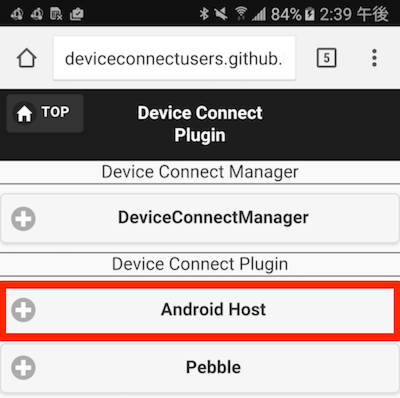 84% 2:39 午後
deviceconnectusers.github.
5
TOP
Device Connect
Plugin
Device Connect Manager
DeviceConnectManager
Device Connect Plugin
Android Host
Pebble